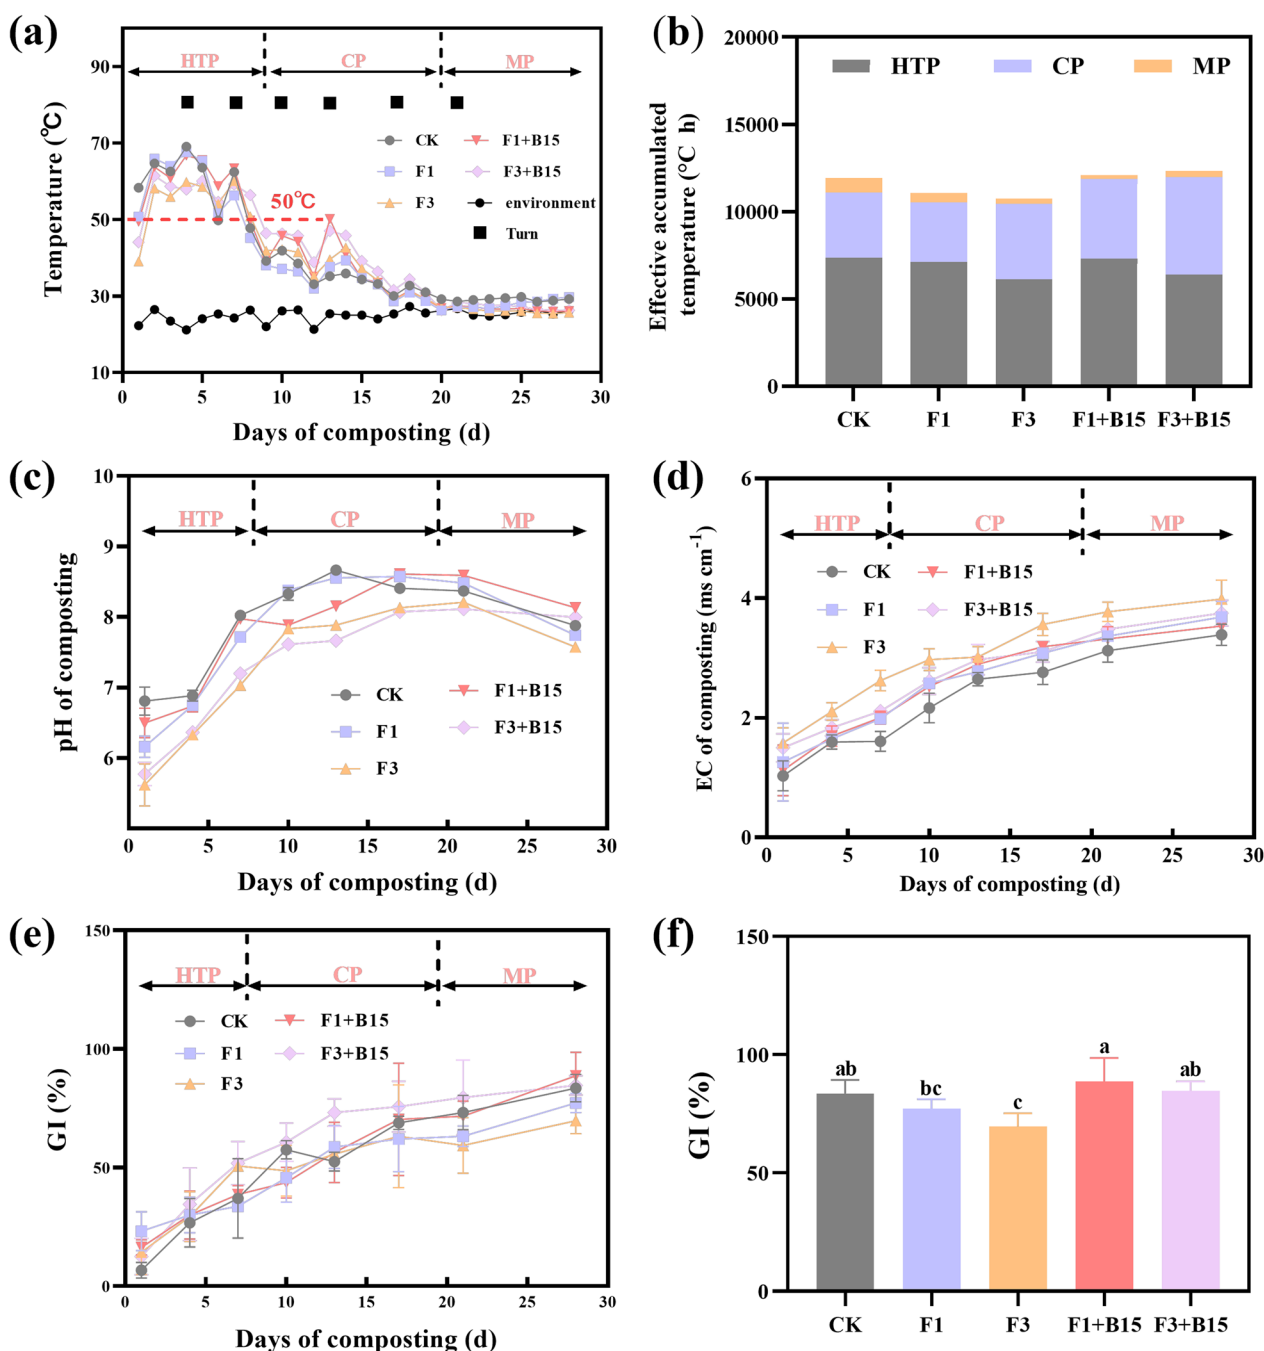 (a)
90
70
50
30
10
Temperature (℃)
HTP
CP
MP
CK
F1
F3
F1+B15
F3+B15
environment
Turn
50℃
0 5 10 15 20 25 30
Days of composting (d)
(b)
20000
15000
10000
5000
0
Effective accumulated
temperature (°C h)
HTP
CP
MP
CK F1 F3 F1+B15 F3+B15
(c)
10
9
8
7
6
pH of composting
HTP
CP
MP
CK
F1
F3
F1+B15
F3+B15
0 5 10 15 20 25 30
Days of composting (d)
(d)
6
4
2
0
EC of composting (ms cm⁻¹)
HTP
CP
MP
CK
F1
F3
F1+B15
F3+B15
0 5 10 15 20 25 30
Days of composting (d)
(e)
150
100
50
0
GI (%)
HTP
CP
MP
CK
F1
F3
F1+B15
F3+B15
0 5 10 15 20 25 30
Days of composting (d)
(f)
150
100
50
0
GI (%)
ab
bc
c
a
ab
CK F1 F3 F1+B15 F3+B15